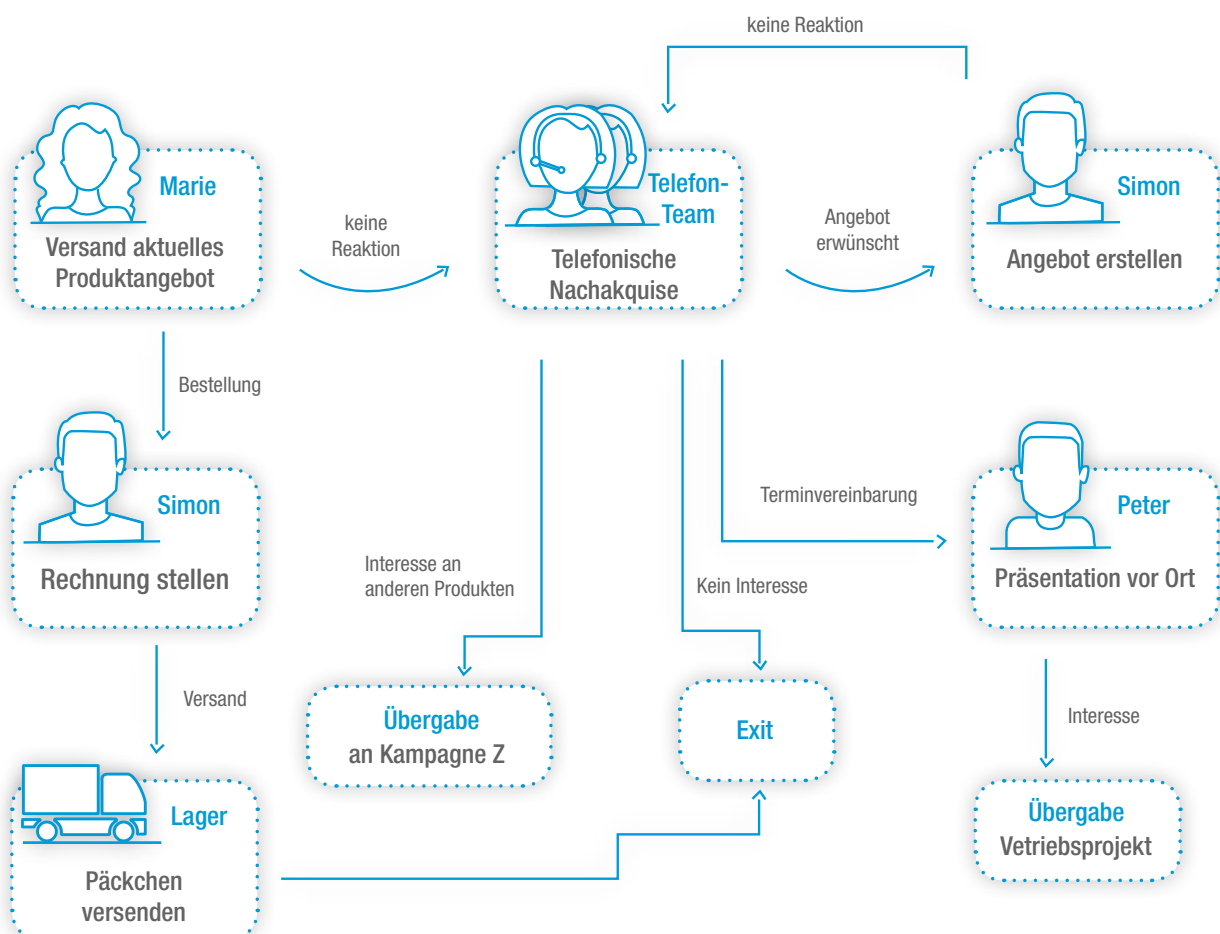 keine Reaktion
Marie
Versand aktuelles
Produktangebot
keine
Reaktion
Telefon-
Team
Telefonische
Nachakquise
Angebot
erwünscht
Simon
Angebot erstellen
Bestellung
Simon
Rechnung stellen
Interesse an
anderen Produkten
Kein Interesse
Terminvereinbarung
Peter
Präsentation vor Ort
Versand
Übergabe
an Kampagne Z
Exit
Interesse
Lager
Päckchen
versenden
Übergabe
Vetriebsprojekt